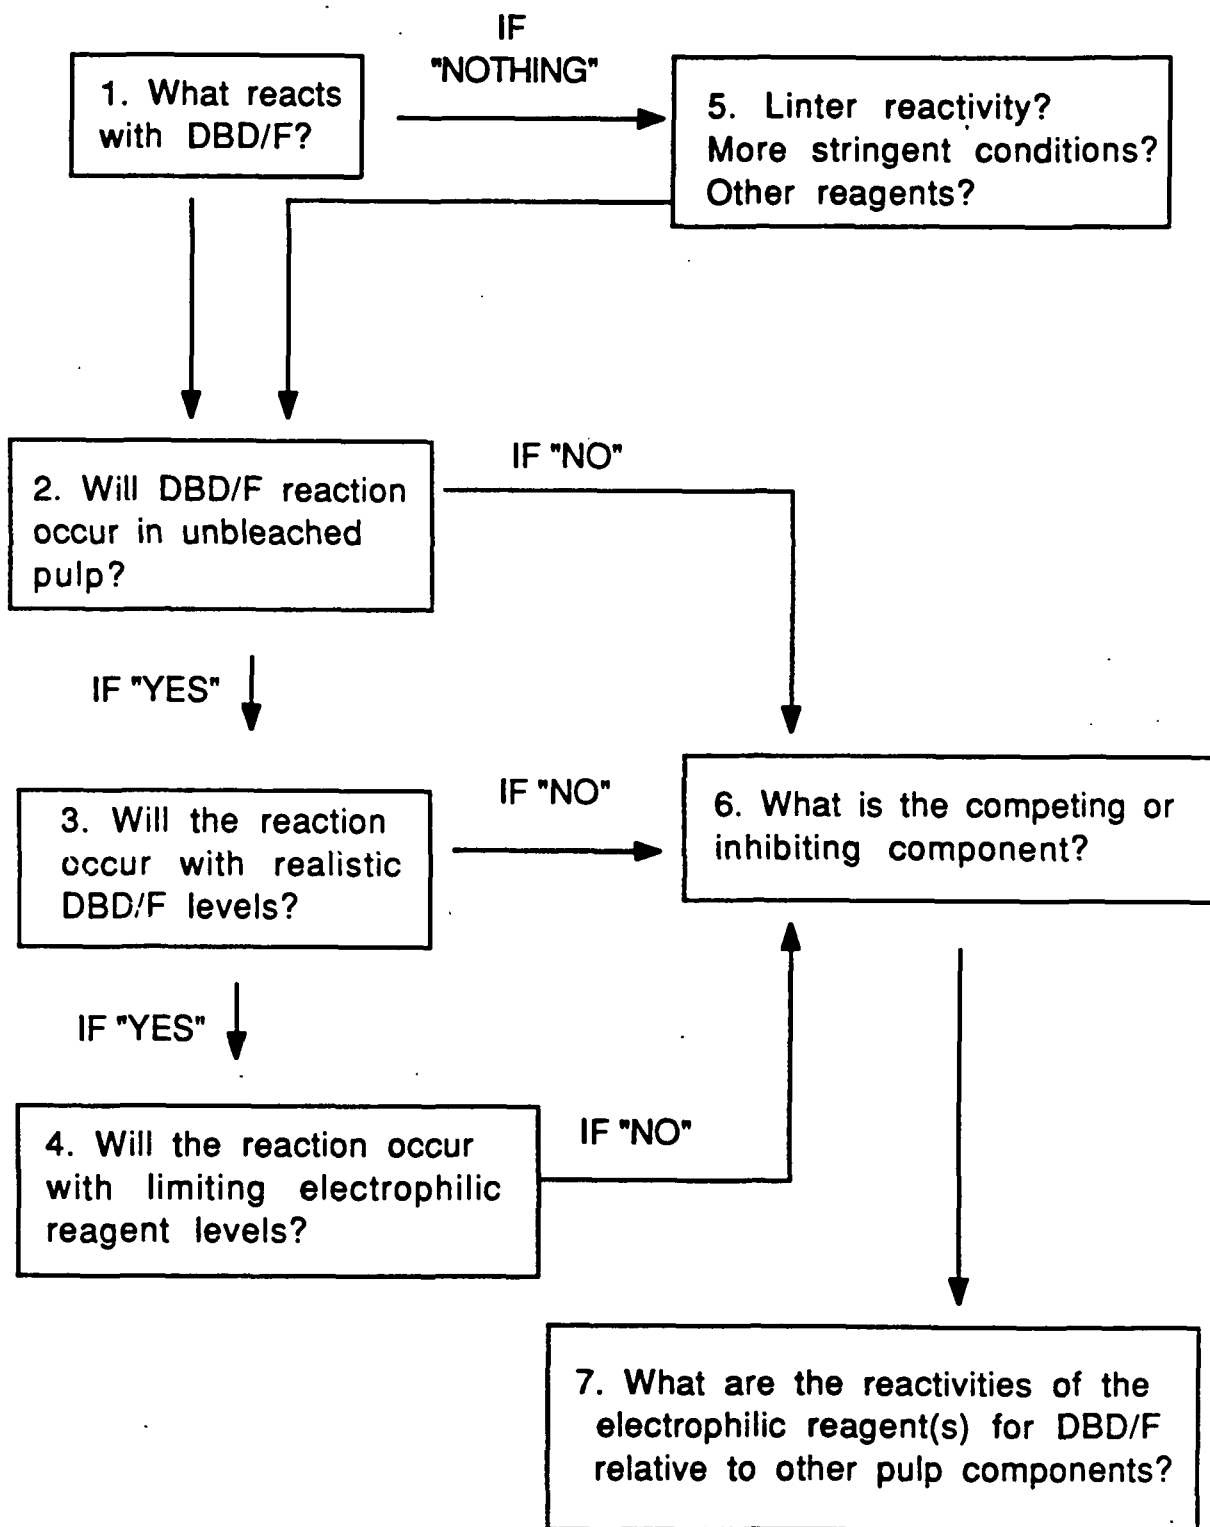 IF
"NOTHING"
1. What reacts
with DBD/F?
5. Linter reactivity?
More stringent conditions?
Other reagents?
2. Will DBD/F reaction
occur in unbleached
pulp?
IF "NO"
IF "YES"
3. Will the reaction
occur with realistic
DBD/F levels?
IF "NO"
6. What is the competing or
inhibiting component?
IF "YES"
4. Will the reaction occur
with limiting electrophilic
reagent levels?
IF "NO"
7. What are the reactivities of the
electrophilic reagent(s) for DBD/F
relative to other pulp components?